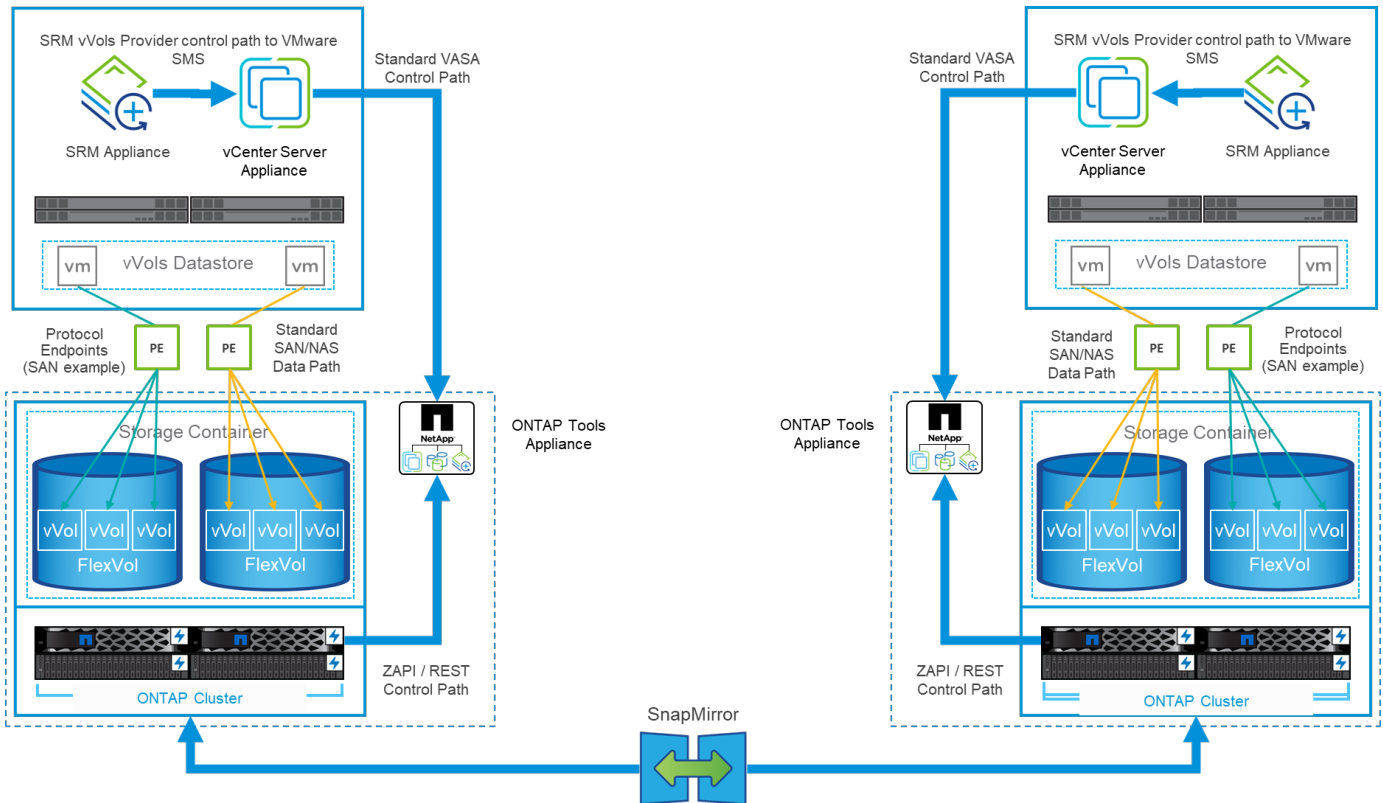 SRM vVols Provider control path to VMware
SMS
Standard VASA
Control Path
SRM Appliance
vCenter Server
Appliance
vm
vVols Datastore
vm
Protocol
Endpoints
(SAN example)
PE
PE
Standard
SAN/NAS
Data Path
Storage Container
vVol
vVol
vVol
FlexVol
vVol
vVol
vVol
FlexVol
NetApp
ONTAP Tools
Appliance
ZAPI / REST
Control Path
ONTAP Cluster
SnapMirror
SRM vVols Provider control path to VMware
SMS
Standard VASA
Control Path
vCenter Server
Appliance
SRM Appliance
vm
vVols Datastore
vm
Standard
SAN/NAS
Data Path
PE
PE
Protocol
Endpoints
(SAN example)
ONTAP Tools
Appliance
NetApp
Storage Container
vVol
vVol
vVol
FlexVol
vVol
vVol
vVol
FlexVol
ZAPI / REST
Control Path
ONTAP Cluster